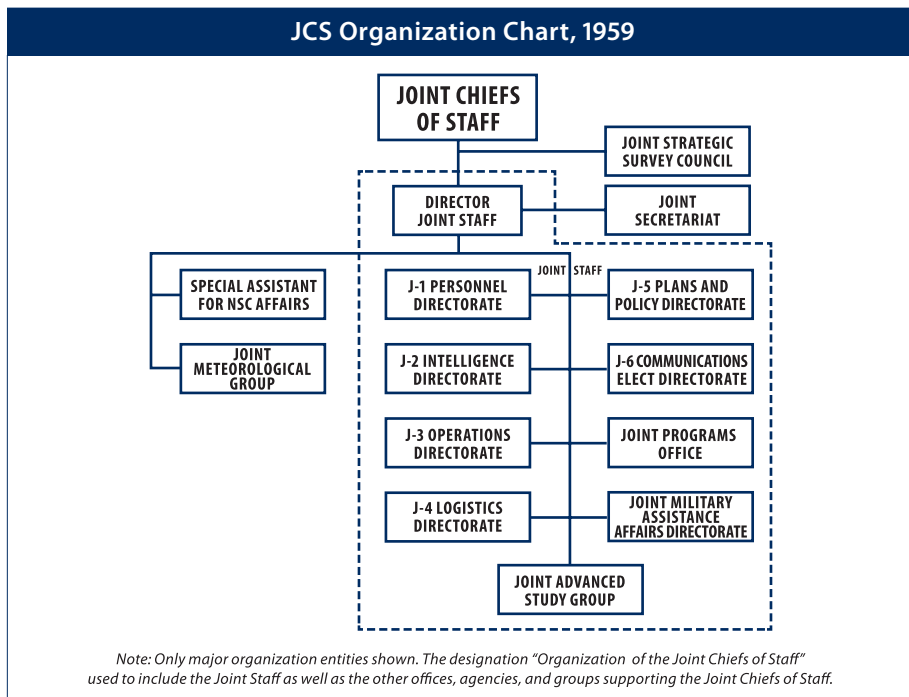 JCS Organization Chart, 1959
JOINT CHIEFS
OF STAFF
JOINT STRATEGIC
SURVEY COUNCIL
DIRECTOR
JOINT STAFF
JOINT
SECRETARIAT
JOINT STAFF
SPECIAL ASSISTANT
FOR NSC AFFAIRS
J-1 PERSONNEL
DIRECTORATE
J-5 PLANS AND
POLICY DIRECTORATE
JOINT
METEOROLOGICAL
GROUP
J-2 INTELLIGENCE
DIRECTORATE
J-6 COMMUNICATIONS
ELECT DIRECTORATE
J-3 OPERATIONS
DIRECTORATE
JOINT PROGRAMS
OFFICE
J-4 LOGISTICS
DIRECTORATE
JOINT MILITARY
ASSISTANCE
AFFAIRS DIRECTORATE
JOINT ADVANCED
STUDY GROUP
Note: Only major organization entities shown. The designation “Organization of the Joint Chiefs of Staff”
used to include the Joint Staff as well as the other offices, agencies, and groups supporting the Joint Chiefs of Staff.